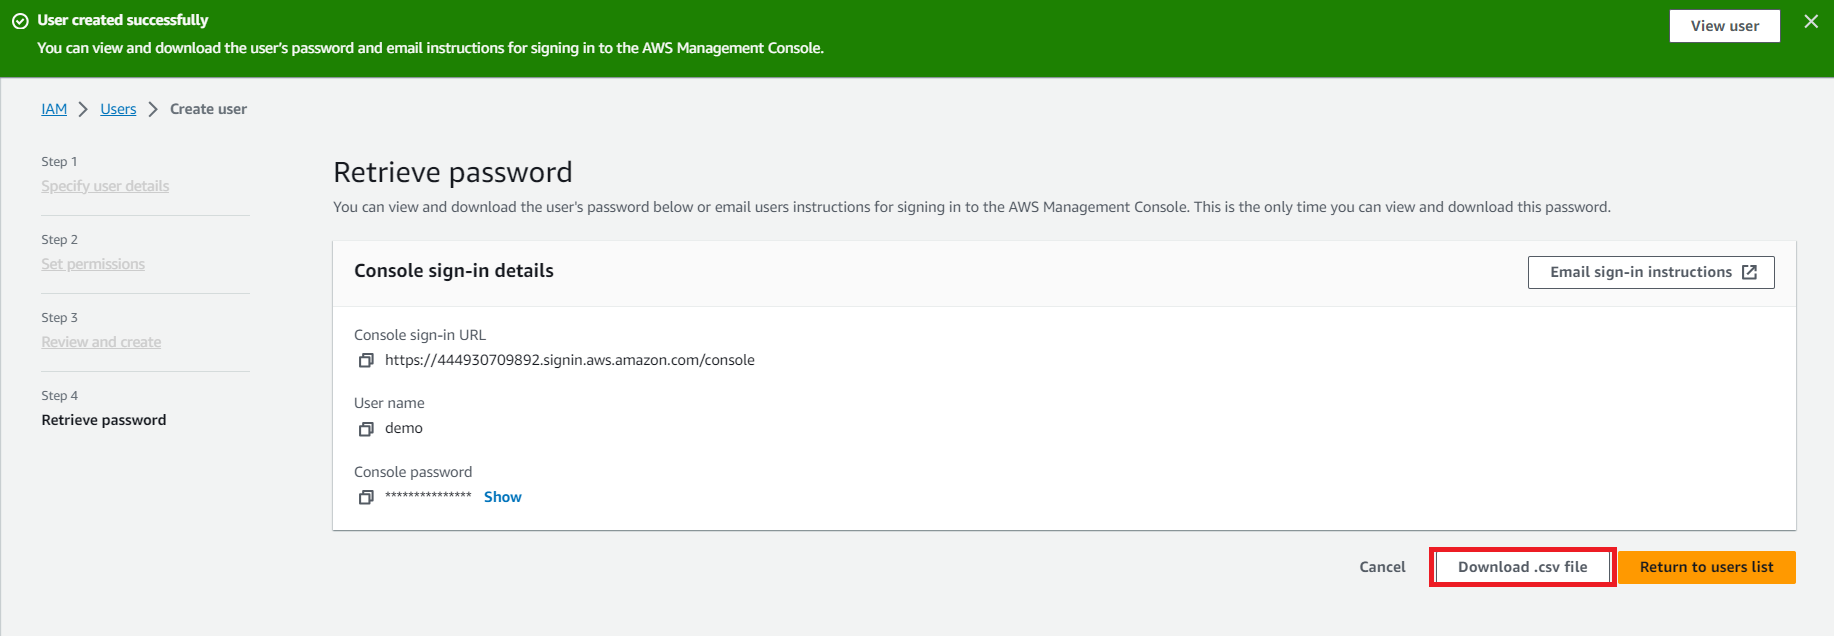 User created successfully
You can view and download the user's password and email instructions for signing in to the AWS Management Console.
View user
IAM > Users > Create user
Step 1
Specify user details
Step 2
Set permissions
Step 3
Review and create
Step 4
Retrieve password
Retrieve password
You can view and download the user's password below or email users instructions for signing in to the AWS Management Console. This is the only time you can view and download this password.
Console sign-in details
Email sign-in instructions
Console sign-in URL
https://444930709892.signin.aws.amazon.com/console
User name
demo
Console password
*************** Show
Cancel Download .csv file Return to users list